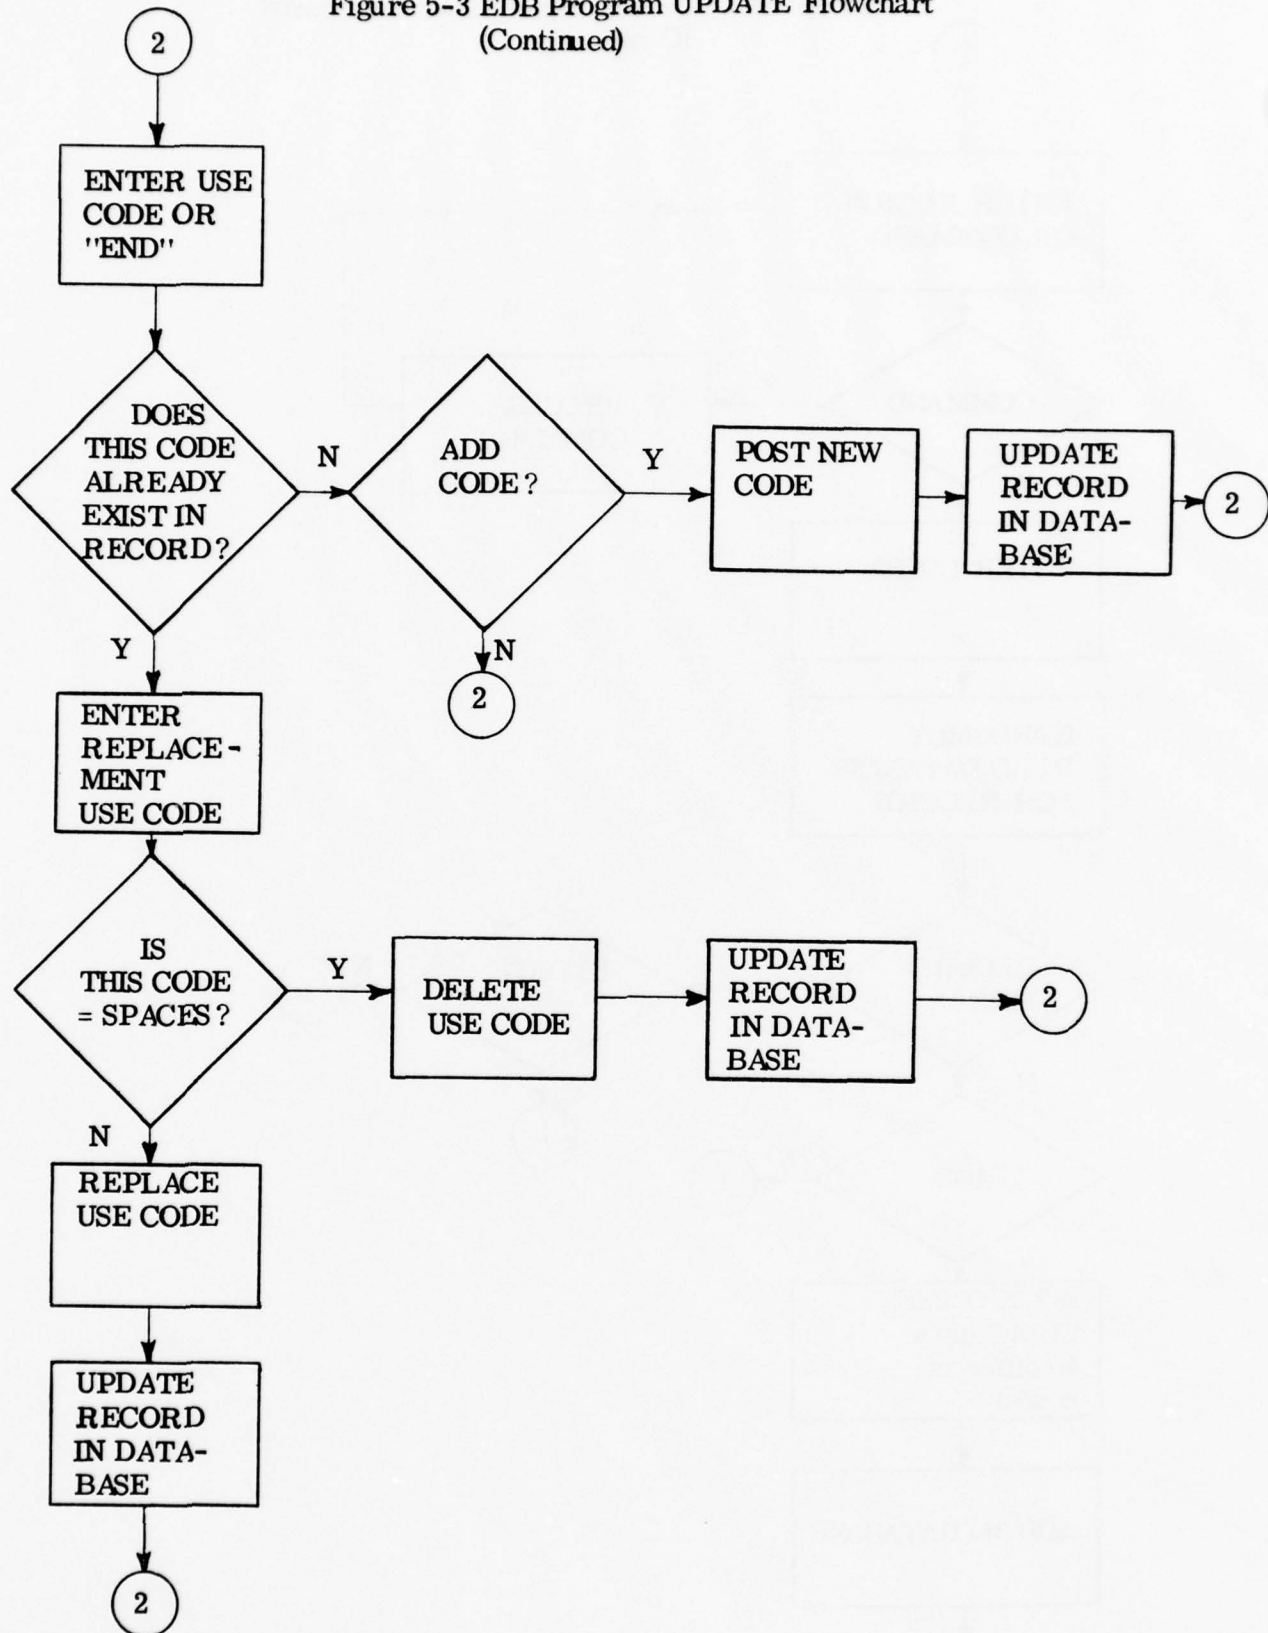 Figure 5-3 EDB Program UPDATE Flowchart
(Continued)
2
ENTER USE
CODE OR
"END"
DOES
THIS CODE
ALREADY
EXIST IN
RECORD?
N
ADD
CODE?
Y
POST NEW
CODE
UPDATE
RECORD
IN DATA-
BASE
2
N
2
Y
ENTER
REPLACE-
MENT
USE CODE
IS
THIS CODE
= SPACES?
Y
DELETE
USE CODE
UPDATE
RECORD
IN DATA-
BASE
2
N
REPLACE
USE CODE
UPDATE
RECORD
IN DATA-
BASE
2